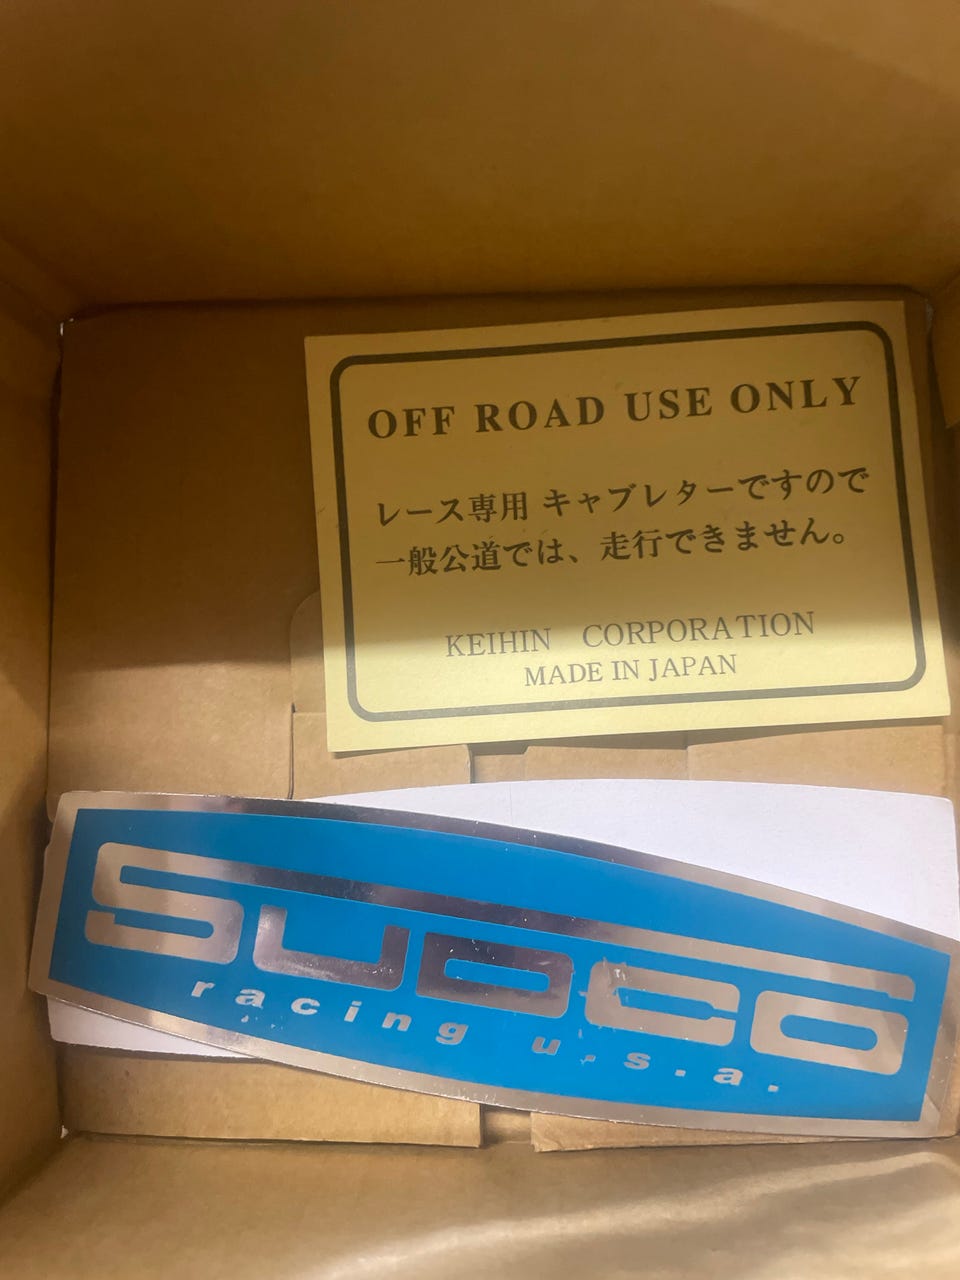 OFF ROAD USE ONLY
レース専用 キャブレターですので
一般公道では、走行できません。
KEIHIN CORPORATION
MADE IN JAPAN
SUDCO
racing u.s.a.